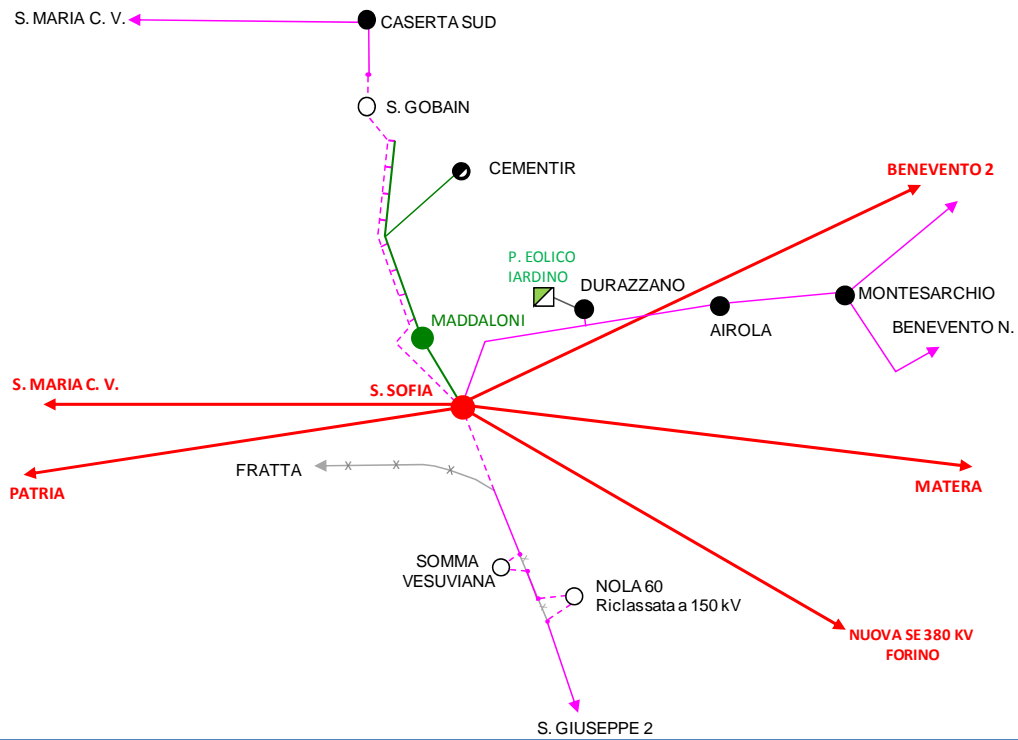 S. MARIA C. V.
CASERTA SUD
S. GOBAIN
CEMENTIR
BENEVENTO 2
P. EOLICO
IARDINO
DURAZZANO
MONTESARCHIO
MADDALONI
AIROLA
BENEVENTO N.
S. MARIA C. V.
S. SOFIA
FRATTA
PATRIA
MATERA
SOMMA
VESUVIANA
NOLA 60
Riclassata a 150 kV
NUOVA SE 380 KV
FORINO
S. GIUSEPPE 2